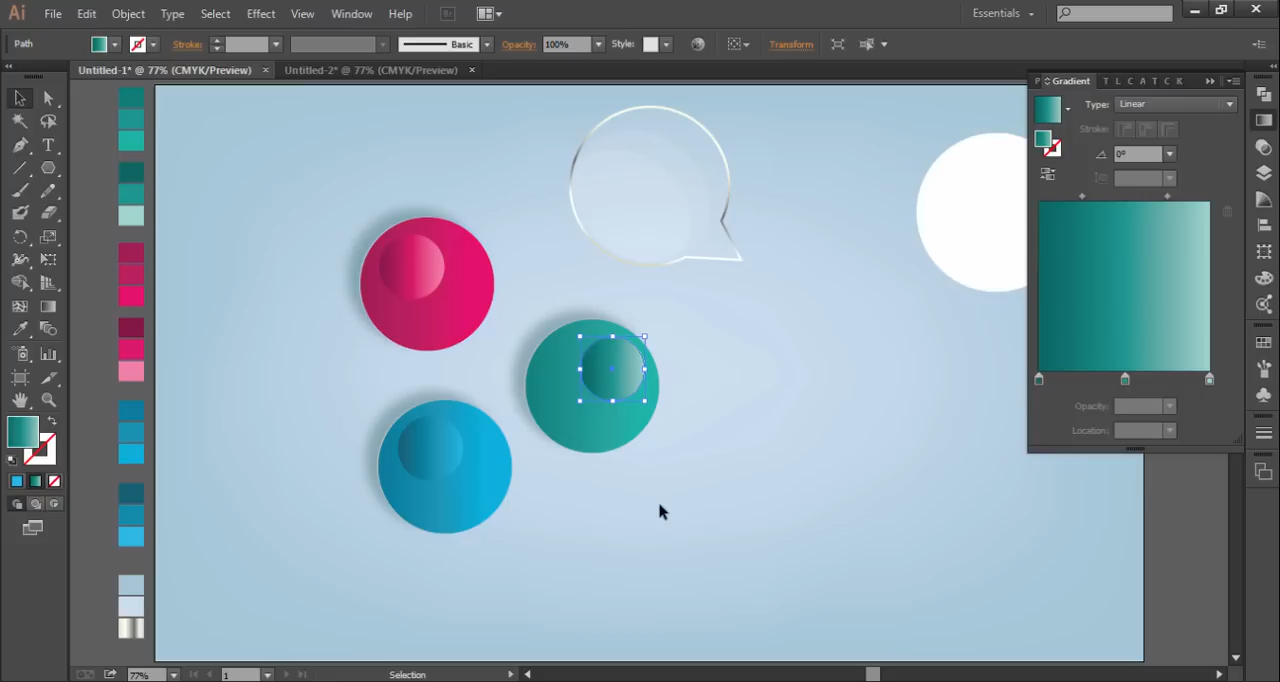 Ai File Edit Object Type Select Effect View Window Help Br Essentials
Path Stroke: Basic Opacity: 100% Style: Transform
Untitled-1* @ 77% (CMYK/Preview) × Untitled-2* @ 77% (CMYK/Preview) ×
P Gradient T L C A T C K
Type: Linear
Stroke:
0°
Opacity:
Location:
77% 1 Selection